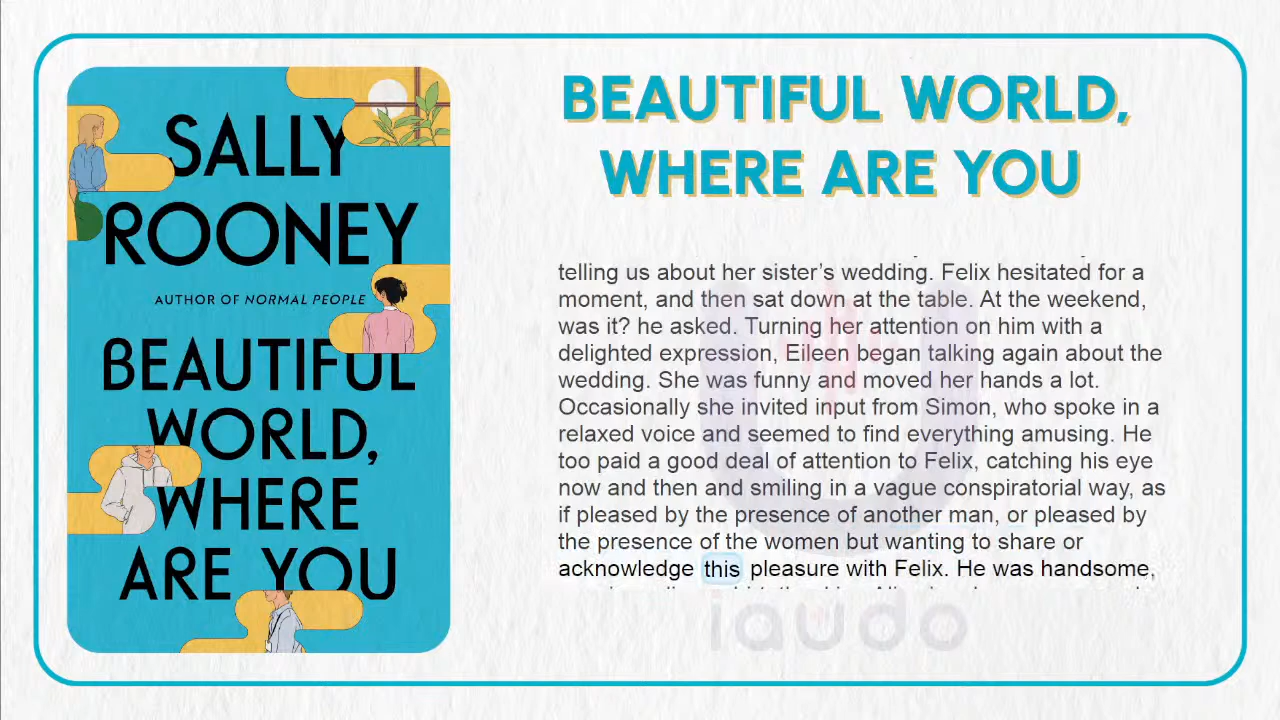 SALLY
ROONEY
AUTHOR OF NORMAL PEOPLE
BEAUTIFUL
WORLD,
WHERE
ARE YOU
BEAUTIFUL WORLD,
WHERE ARE YOU
telling us about her sister’s wedding. Felix hesitated for a
moment, and then sat down at the table. At the weekend,
was it? he asked. Turning her attention on him with a
delighted expression, Eileen began talking again about the
wedding. She was funny and moved her hands a lot.
Occasionally she invited input from Simon, who spoke in a
relaxed voice and seemed to find everything amusing. He
too paid a good deal of attention to Felix, catching his eye
now and then and smiling in a vague conspiratorial way, as
if pleased by the presence of another man, or pleased by
the presence of the women but wanting to share or
acknowledge this pleasure with Felix. He was handsome,
iaudo